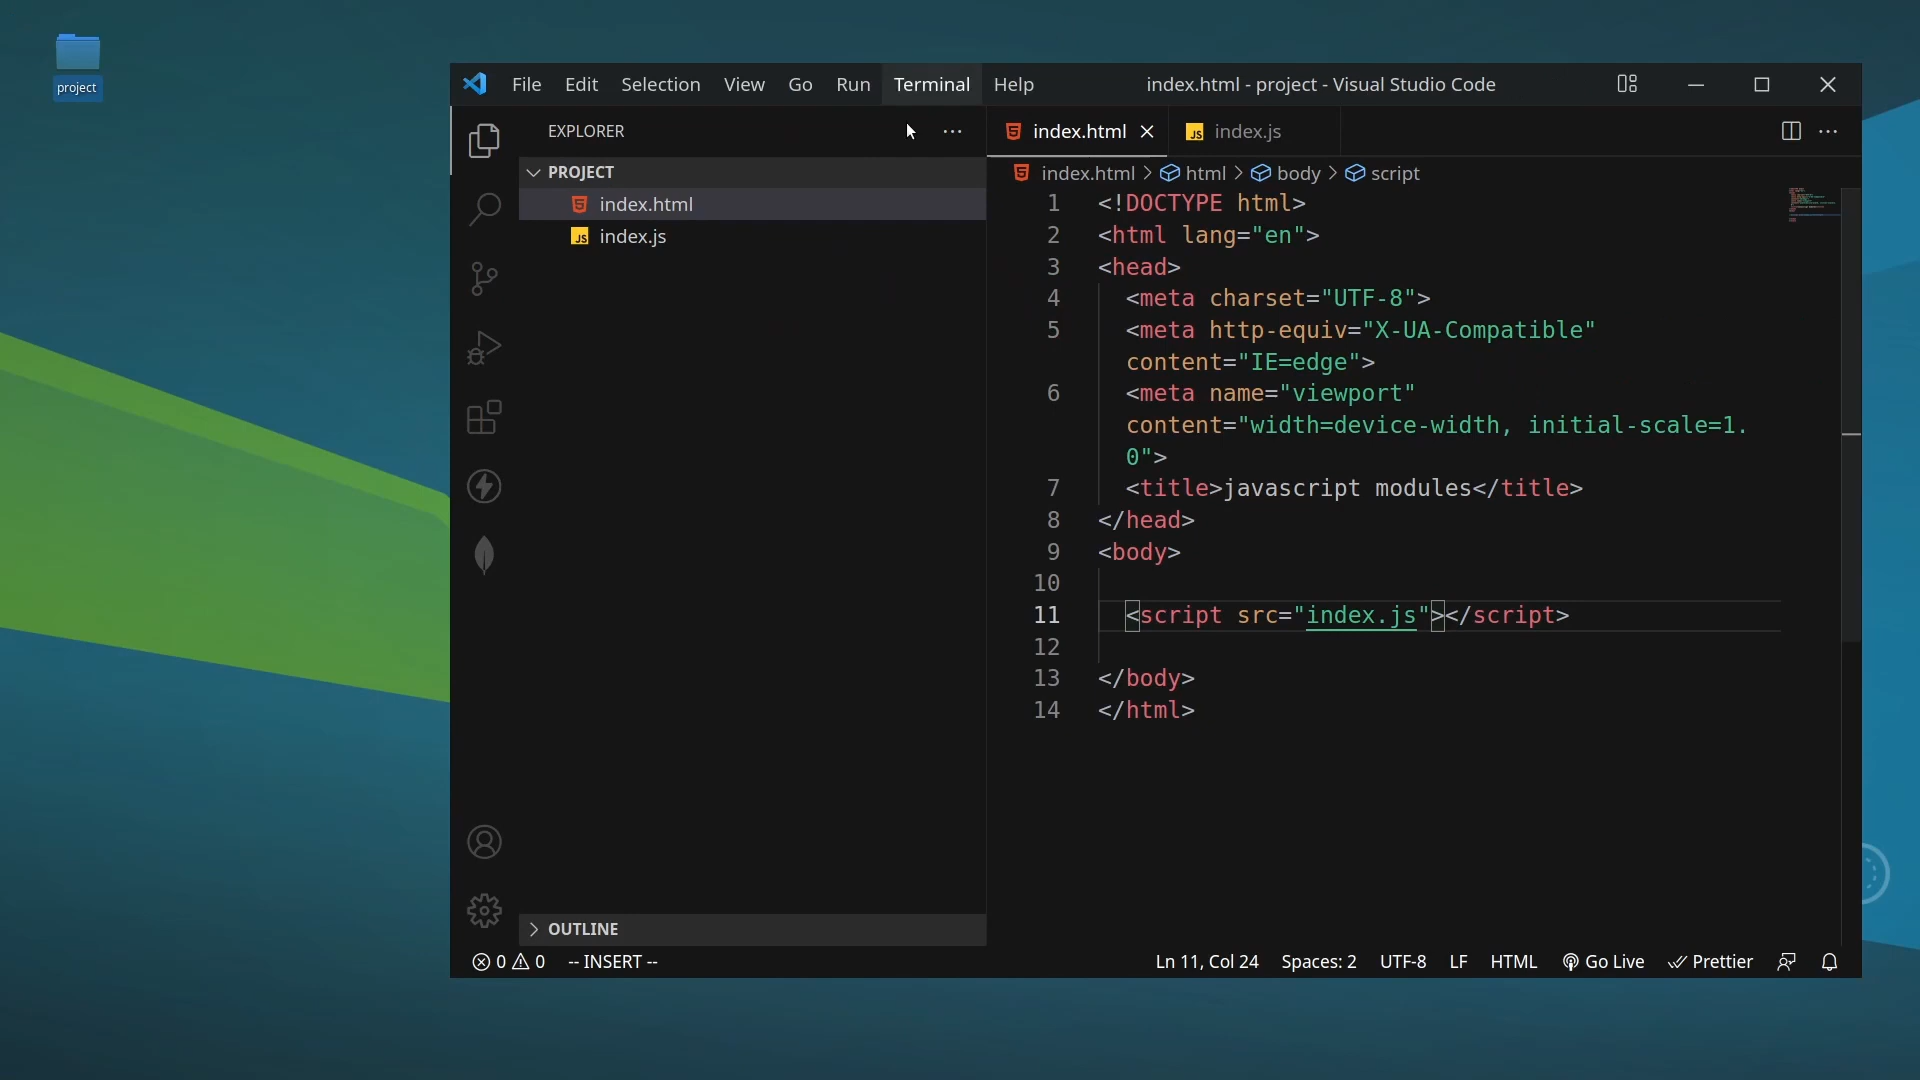 project
File Edit Selection View Go Run Terminal Help index.html - project - Visual Studio Code
EXPLORER
PROJECT
index.html
index.js
OUTLINE
index.html index.js
index.html > html > body > script
1 <!DOCTYPE html>
2 <html lang="en">
3 <head>
4 <meta charset="UTF-8">
5 <meta http-equiv="X-UA-Compatible"
content="IE=edge">
6 <meta name="viewport"
content="width=device-width, initial-scale=1.
0">
7 <title>javascript modules</title>
8 </head>
9 <body>
10
11 <script src="index.js"></script>
12
13 </body>
14 </html>
0 0 -- INSERT -- Ln 11, Col 24 Spaces: 2 UTF-8 LF HTML Go Live Prettier